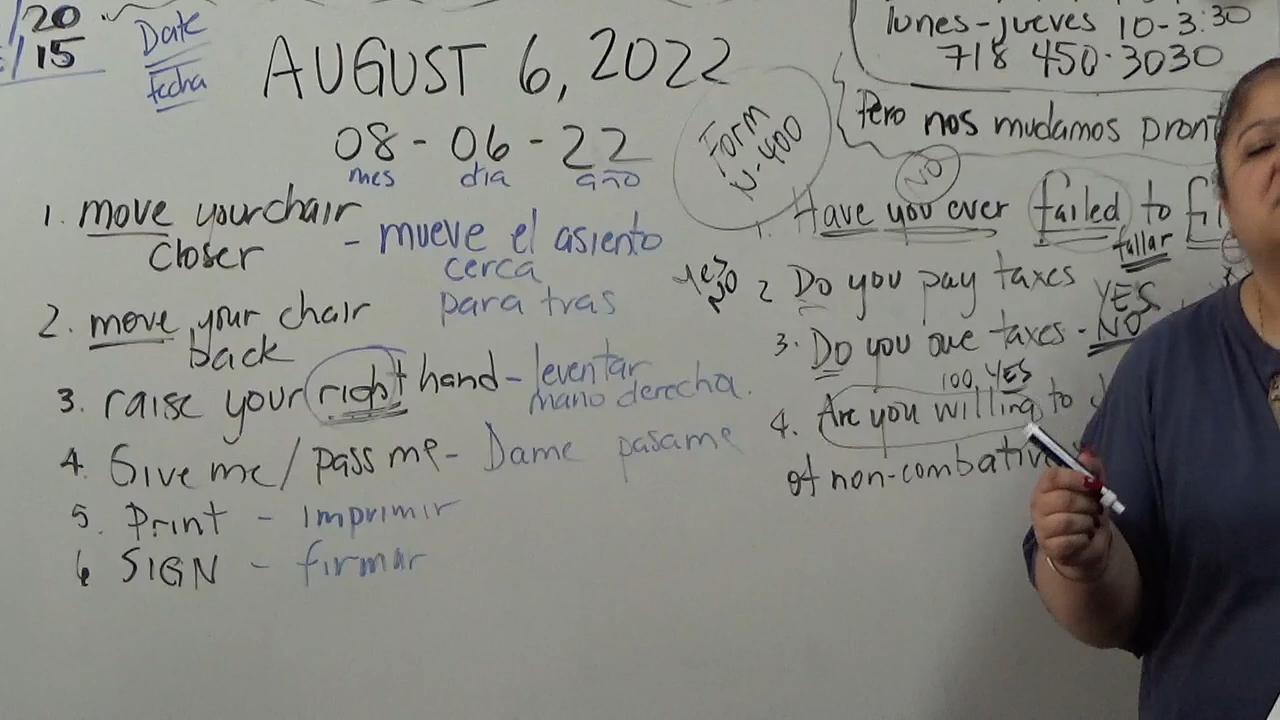 /20
/15
Date
fecha
AUGUST 6, 2022
08 - 06 - 22
mes dia año
Form
N-400
lunes-jueves 10-3:30
718 450-3030
Pero nos mudamos pront
1. move your chair
closer
- mueve el asiento
cerca
2. move your chair
back
para tras
3. raise your right hand - leventar
mano derecha.
4. Give me/pass me - Dame pasame
5. Print - Imprimir
6 SIGN - firmar
NO
1. Have you ever failed to fi
fallar
yes
NO
2 Do you pay taxes
YES
3. Do you owe taxes - NO
100. YES
4. Are you willing to
of non-combativ